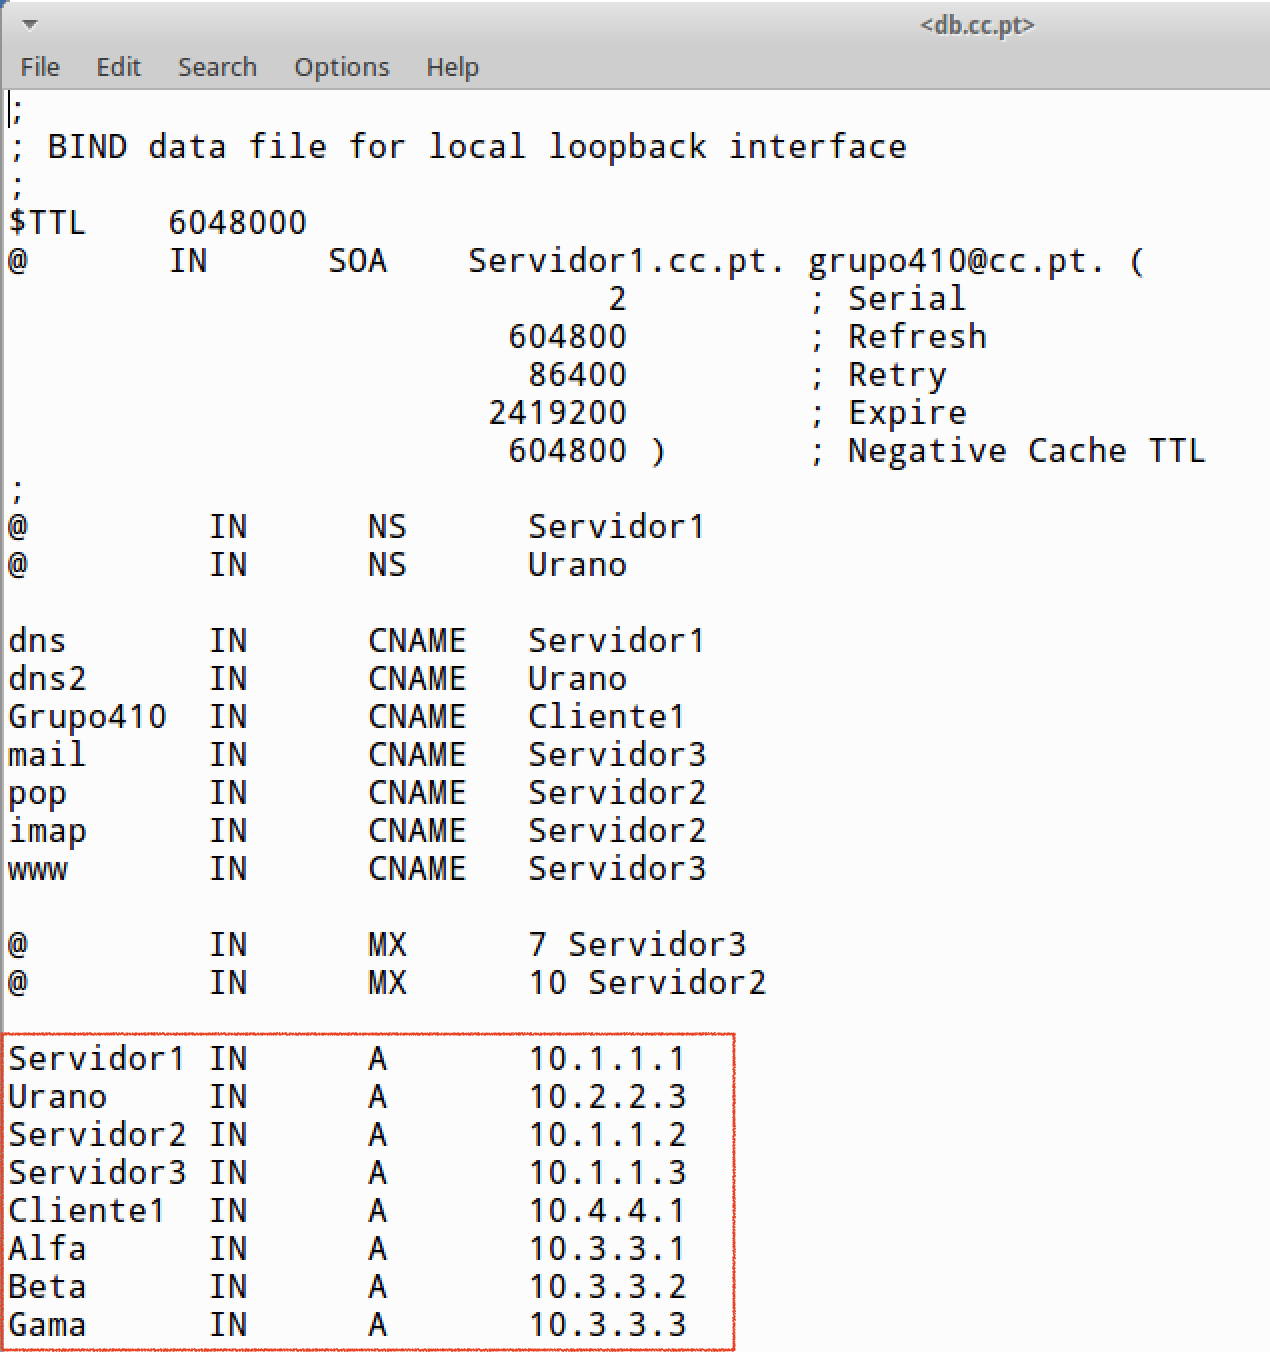 <db.cc.pt>
File Edit Search Options Help
;
; BIND data file for local loopback interface
;
$TTL 6048000
@ IN SOA Servidor1.cc.pt. grupo410@cc.pt. (
2 ; Serial
604800 ; Refresh
86400 ; Retry
2419200 ; Expire
604800 ) ; Negative Cache TTL
;
@ IN NS Servidor1
@ IN NS Urano
dns IN CNAME Servidor1
dns2 IN CNAME Urano
Grupo410 IN CNAME Cliente1
mail IN CNAME Servidor3
pop IN CNAME Servidor2
imap IN CNAME Servidor2
www IN CNAME Servidor3
@ IN MX 7 Servidor3
@ IN MX 10 Servidor2
Servidor1 IN A 10.1.1.1
Urano IN A 10.2.2.3
Servidor2 IN A 10.1.1.2
Servidor3 IN A 10.1.1.3
Cliente1 IN A 10.4.4.1
Alfa IN A 10.3.3.1
Beta IN A 10.3.3.2
Gama IN A 10.3.3.3